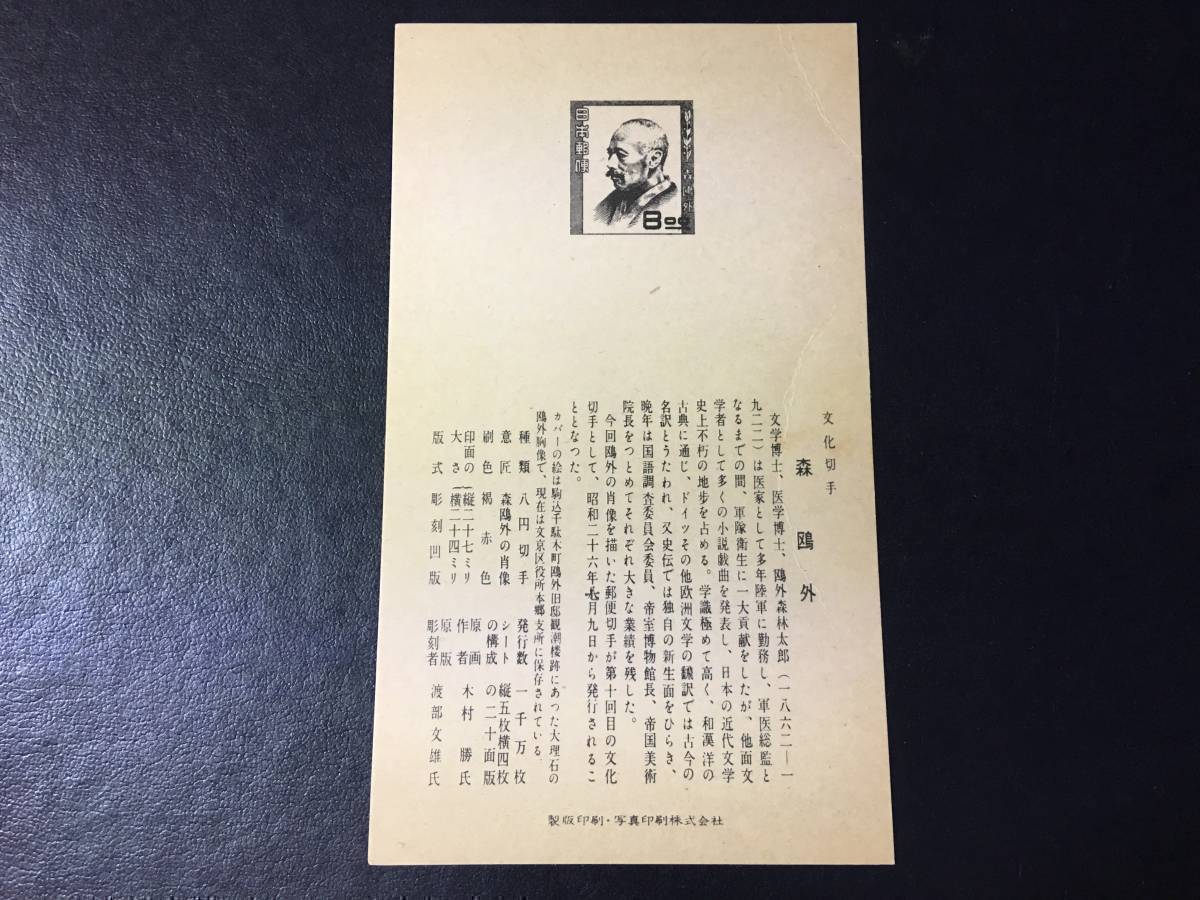 日本郵便
森鴎外
8.00
文化切手
森鴎外
文学博士、医学博士、鴎外森林太郎（一八六二―一
九二二）は医家として多年陸軍に勤務し、軍医総監と
なるまでの間、軍隊衛生に一大貢献をしたが、他面文
学者として多くの小説戯曲を発表し、日本の近代文学
史上不朽の地歩を占める。学識極めて高く、和漢洋の
古典に通じ、ドイツその他欧洲文学の飜訳では古今の
名訳とうたわれ、又史伝では独自の新生面をひらき、
晩年は国語調査委員会委員、帝室博物館長、帝国美術
院長をつとめてそれぞれ大きな業績を残した。
今回鴎外の肖像を描いた郵便切手が第十回目の文化
切手として、昭和二十六年七月九日から発行されるこ
ととなつた。
カバーの絵は駒込千駄木町鴎外旧邸観潮楼跡にあつた大理石の
鴎外胸像で、現在は文京区役所本郷支所に保存されている。
種類 八円切手
意匠 森鴎外の肖像
刷色 褐赤色
印面の大さ 縦二十七ミリ 横二十四ミリ
版式 彫刻凹版
発行数 一千万枚
シートの構成 縦五枚横四枚の二十面版
原画作者 木村勝氏
原版彫刻者 渡部文雄氏
製版印刷・写真印刷株式会社